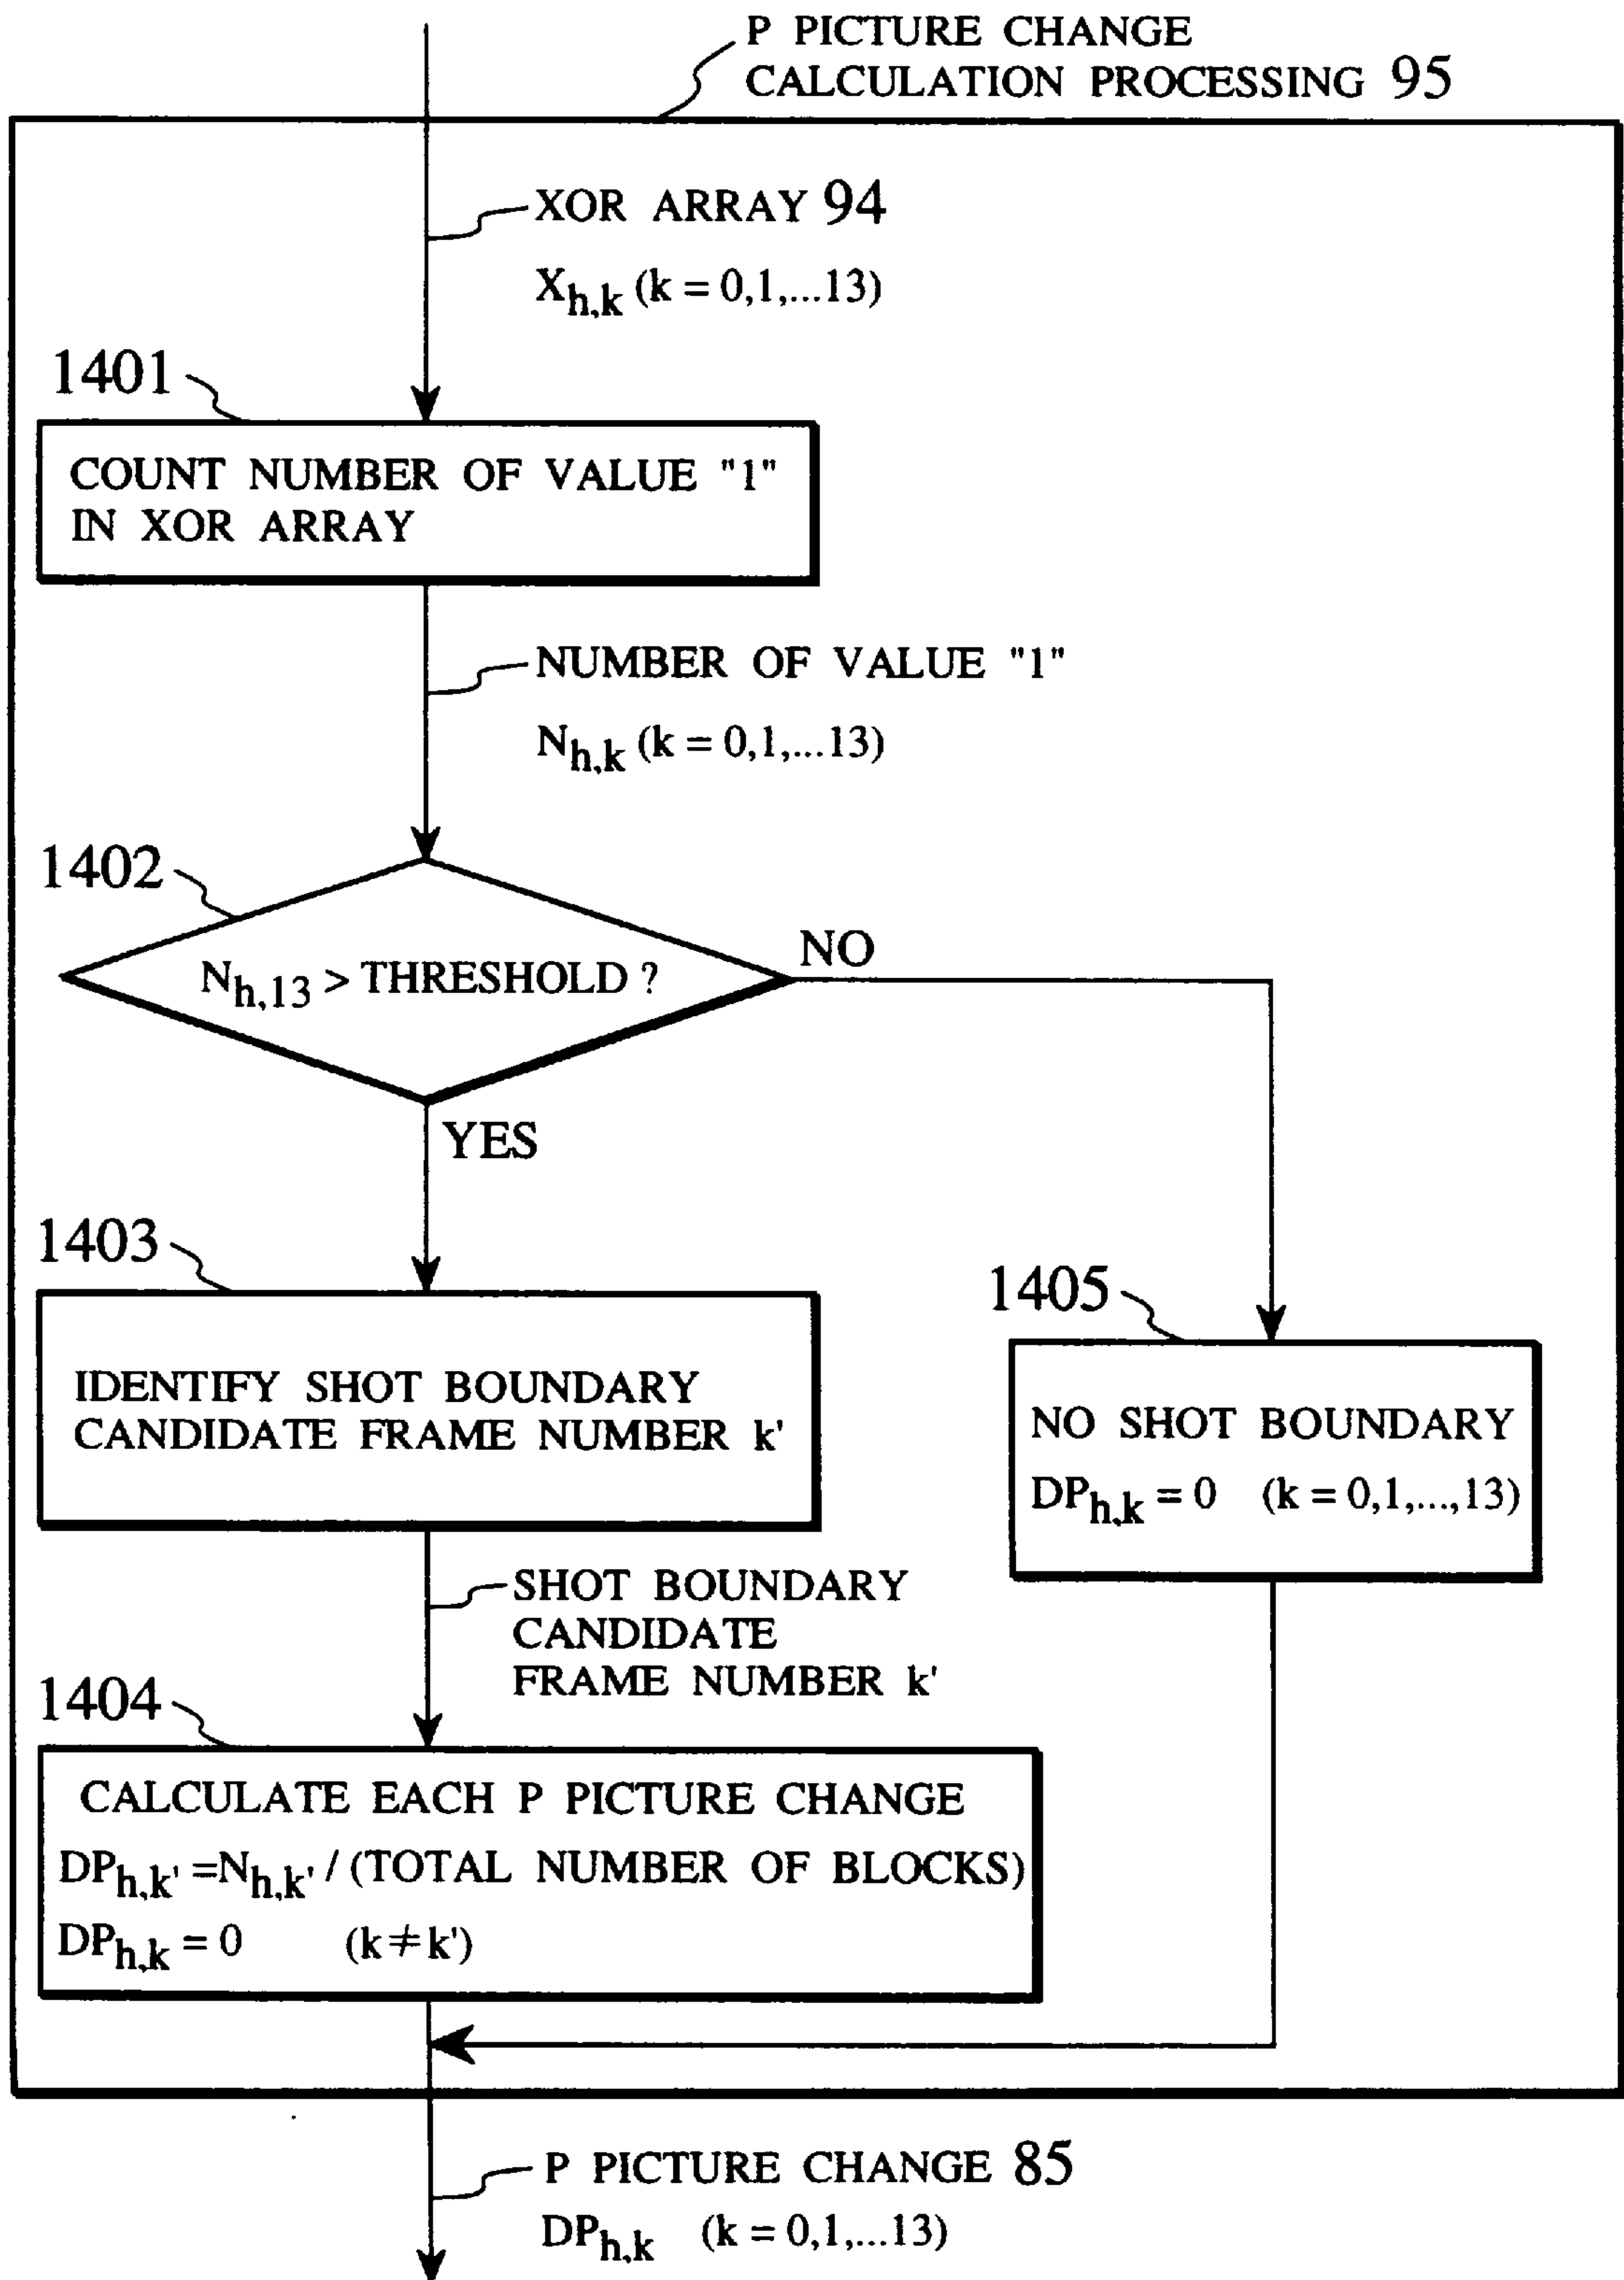 P PICTURE CHANGE
CALCULATION PROCESSING 95
XOR ARRAY 94
Xh,k (k = 0,1,...13)
1401
COUNT NUMBER OF VALUE "1"
IN XOR ARRAY
NUMBER OF VALUE "1"
Nh,k (k = 0,1,...13)
1402
Nh,13 > THRESHOLD ?
NO
YES
1403
IDENTIFY SHOT BOUNDARY
CANDIDATE FRAME NUMBER k'
1405
NO SHOT BOUNDARY
DPh,k = 0 (k = 0,1,...,13)
SHOT BOUNDARY
CANDIDATE
FRAME NUMBER k'
1404
CALCULATE EACH P PICTURE CHANGE
DPh,k' =Nh,k' / (TOTAL NUMBER OF BLOCKS)
DPh,k = 0 (k ≠ k')
P PICTURE CHANGE 85
DPh,k (k = 0,1,...13)